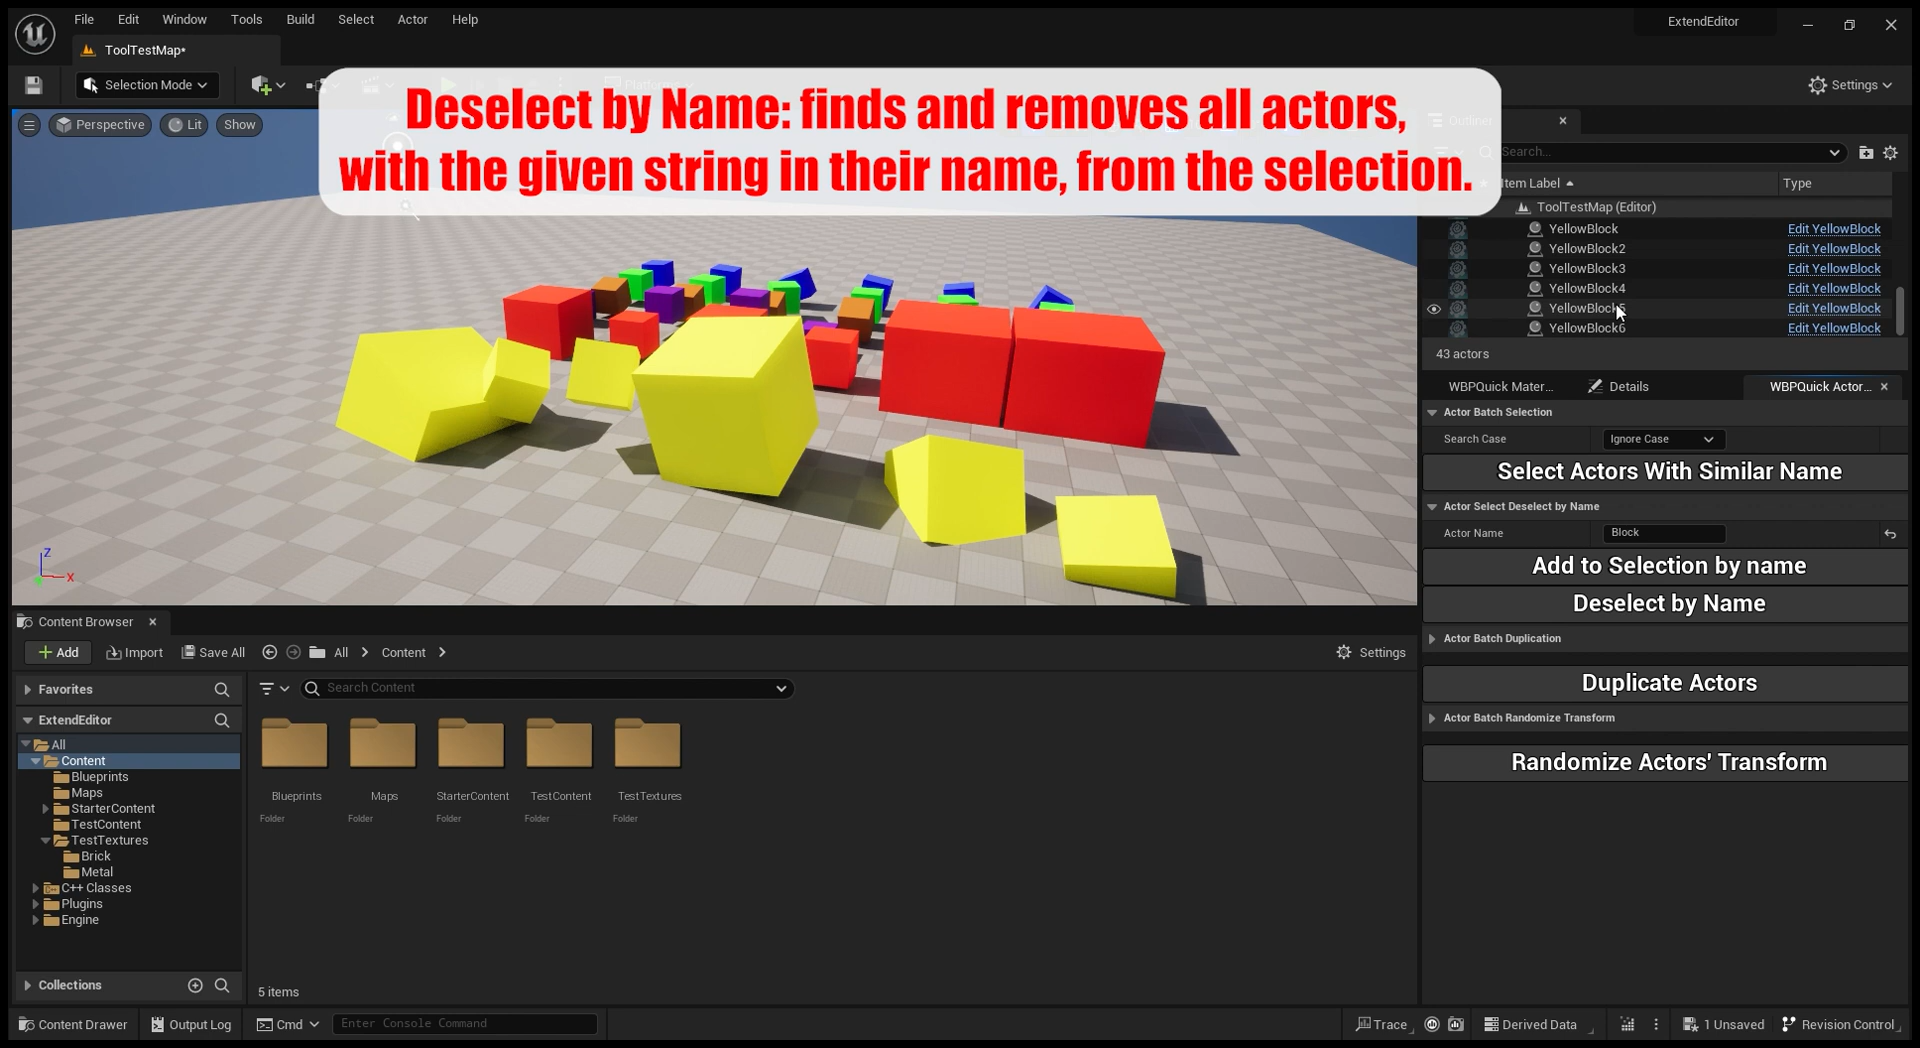 File Edit Window Tools Build Select Actor Help
ExtendEditor
ToolTestMap*
Selection Mode
Platforms
Settings
Deselect by Name: finds and removes all actors,
with the given string in their name, from the selection.
Perspective Lit Show
Outliner
Search...
Item Label Type
ToolTestMap (Editor)
YellowBlock Edit YellowBlock
YellowBlock2 Edit YellowBlock
YellowBlock3 Edit YellowBlock
YellowBlock4 Edit YellowBlock
YellowBlock5 Edit YellowBlock
YellowBlock6 Edit YellowBlock
43 actors
WBPQuick Mater... Details WBPQuick Actor...
Actor Batch Selection
Search Case Ignore Case
Select Actors With Similar Name
Actor Select Deselect by Name
Actor Name Block
Add to Selection by name
Deselect by Name
Actor Batch Duplication
Duplicate Actors
Actor Batch Randomize Transform
Randomize Actors' Transform
Z
X
Content Browser
Add Import Save All All Content Settings
Favorites
ExtendEditor
All
Content
Blueprints
Maps
StarterContent
TestContent
TestTextures
Brick
Metal
C++ Classes
Plugins
Engine
Collections
Search Content
Blueprints Maps StarterContent TestContent TestTextures
Folder Folder Folder Folder Folder
5 items
Content Drawer Output Log Cmd Enter Console Command Trace Derived Data 1 Unsaved Revision Control